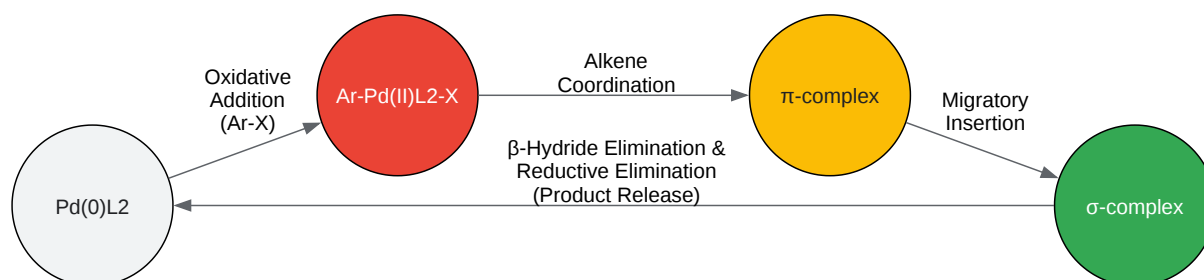 Oxidative
Addition
(Ar-X)
Ar-Pd(II)L2-X
Alkene
Coordination
π-complex
Migratory
Insertion
β-Hydride Elimination &
Reductive Elimination
(Product Release)
Pd(0)L2
σ-complex